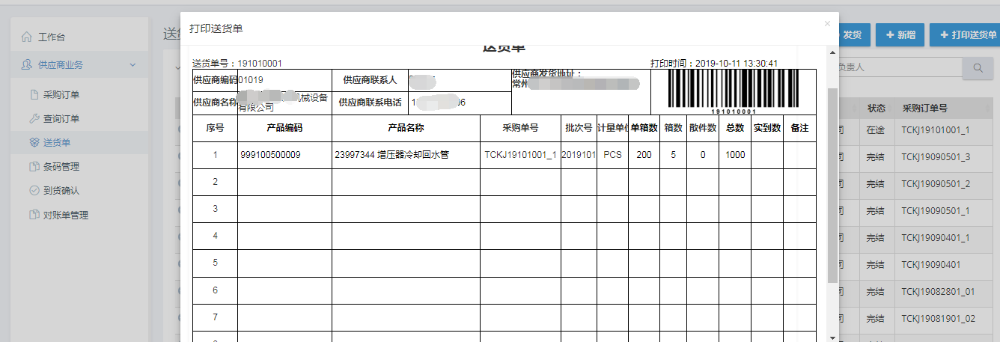 工作台
供应商业务
采购订单
查询订单
送货单
条码管理
到货确认
对账单管理
打印送货单
×
送货单
送货单号：191010001
打印时间：2019-10-11 13:30:41
供应商编码 01019 供应商联系人 供应商发货地址：
常州
191010001
供应商名称 机械设备有限公司 供应商联系电话
序号 产品编码 产品名称 采购单号 批次号 计量单位 单箱数 箱数 散件数 总数 实到数 备注
1 999100500009 23997344 增压器冷却回水管 TCKJ19101001_1 2019101 PCS 200 5 0 1000
2
3
4
5
6
7
发货
+ 新增
+ 打印送货单
负责人
状态 采购订单号
在途 TCKJ19101001_1
完结 TCKJ19090501_3
完结 TCKJ19090501_2
完结 TCKJ19090501_1
完结 TCKJ19090401_1
完结 TCKJ19090401
完结 TCKJ19082801_01
完结 TCKJ19081901_02